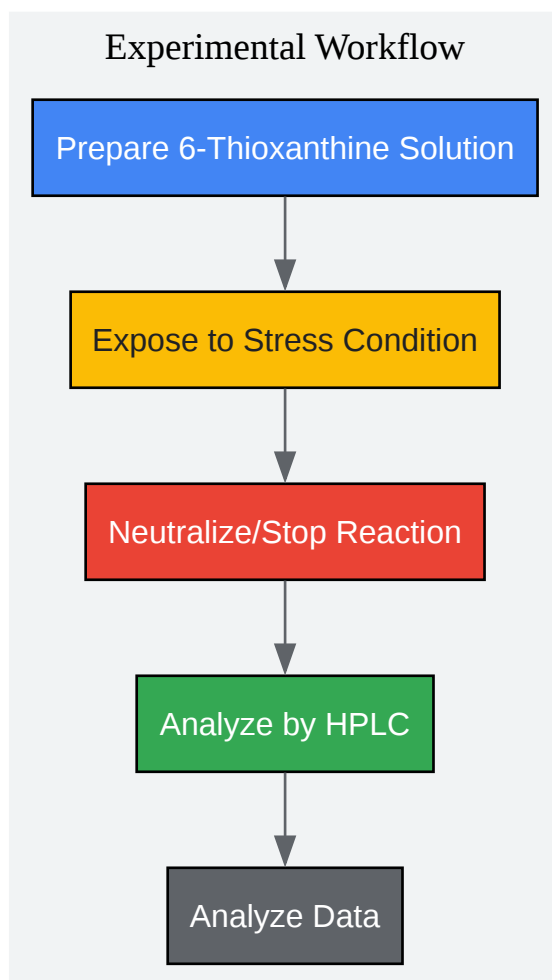 Experimental Workflow
Prepare 6-Thioxanthine Solution
Expose to Stress Condition
Neutralize/Stop Reaction
Analyze by HPLC
Analyze Data